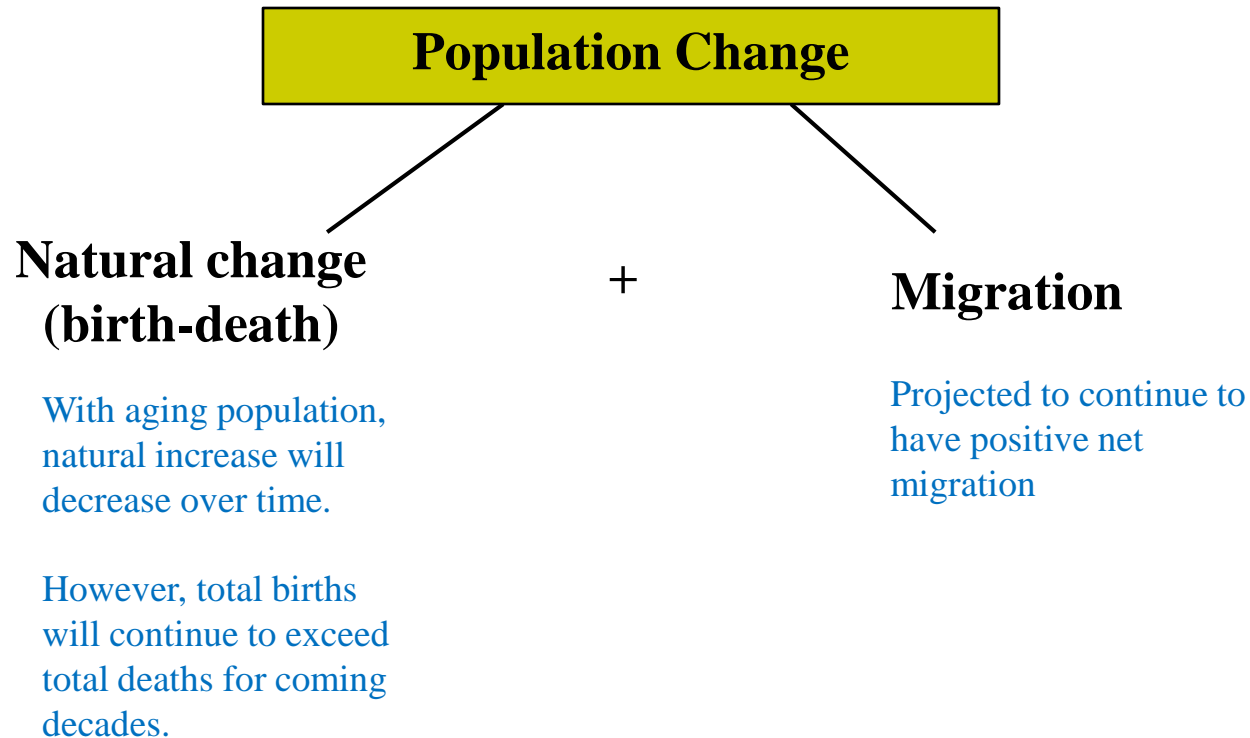 Population Change
Natural change
(birth-death)
+
Migration
With aging population,
natural increase will
decrease over time.
However, total births
will continue to exceed
total deaths for coming
decades.
Projected to continue to
have positive net
migration